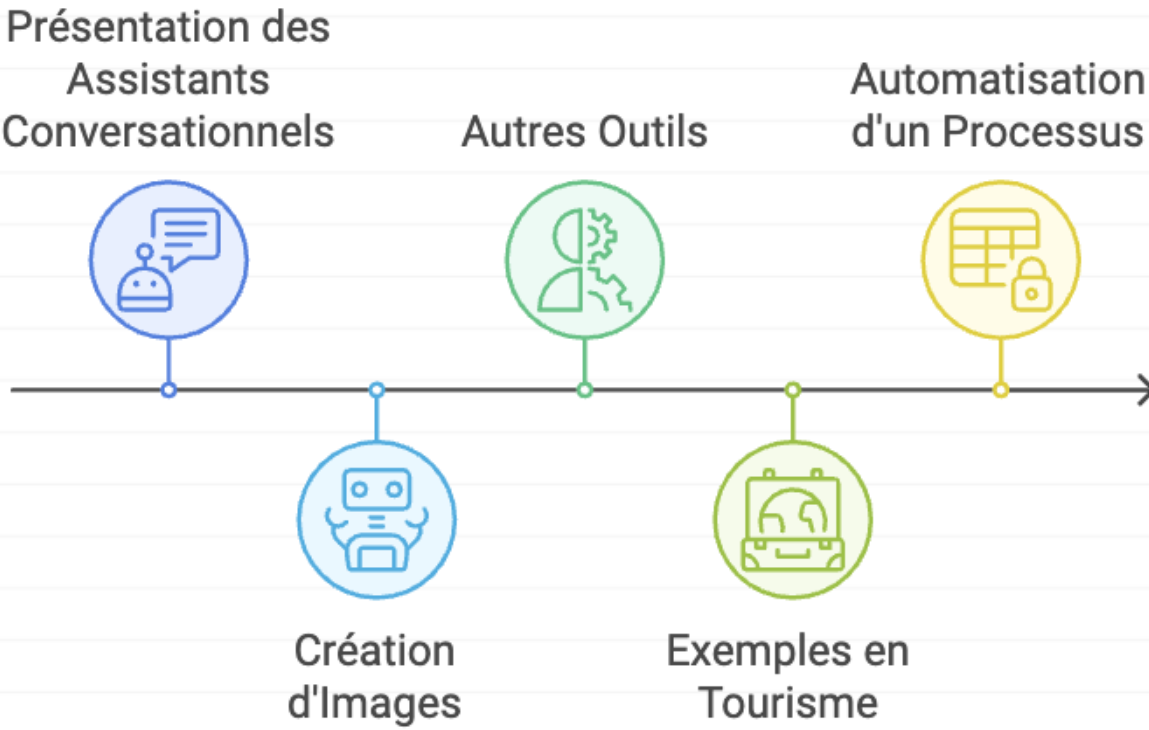 Présentation des
Assistants
Conversationnels
Création
d'Images
Autres Outils
Exemples en
Tourisme
Automatisation
d'un Processus